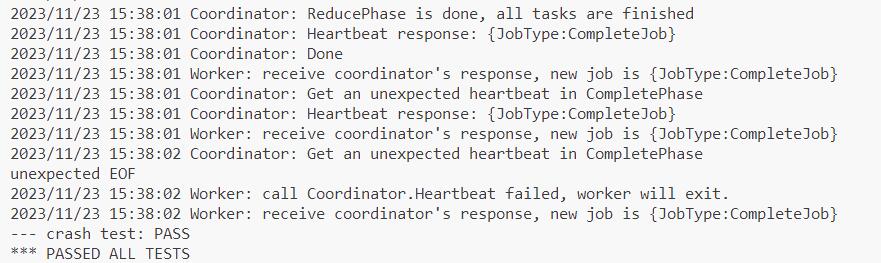 2023/11/23 15:38:01 Coordinator: ReducePhase is done, all tasks are finished
2023/11/23 15:38:01 Coordinator: Heartbeat response: {JobType:CompleteJob}
2023/11/23 15:38:01 Coordinator: Done
2023/11/23 15:38:01 Worker: receive coordinator's response, new job is {JobType:CompleteJob}
2023/11/23 15:38:01 Coordinator: Get an unexpected heartbeat in CompletePhase
2023/11/23 15:38:01 Coordinator: Heartbeat response: {JobType:CompleteJob}
2023/11/23 15:38:01 Worker: receive coordinator's response, new job is {JobType:CompleteJob}
2023/11/23 15:38:02 Coordinator: Get an unexpected heartbeat in CompletePhase
unexpected EOF
2023/11/23 15:38:02 Worker: call Coordinator.Heartbeat failed, worker will exit.
2023/11/23 15:38:02 Worker: receive coordinator's response, new job is {JobType:CompleteJob}
--- crash test: PASS
*** PASSED ALL TESTS